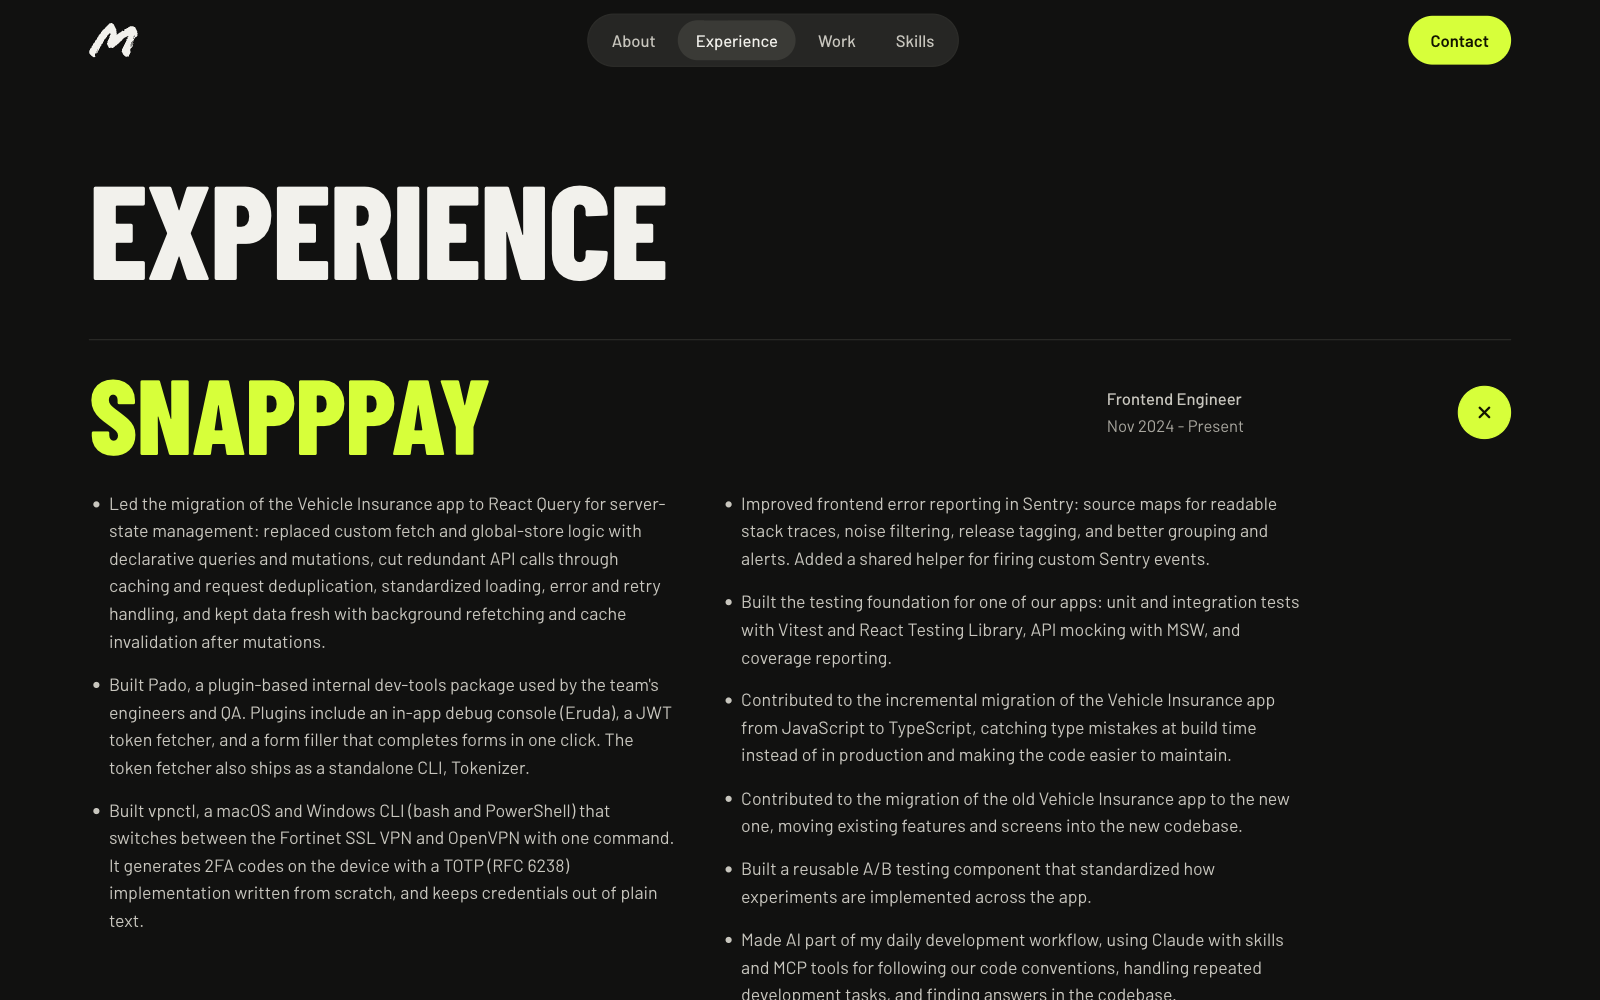 M
About
Experience
Work
Skills
Contact
EXPERIENCE
SNAPPPAY
Frontend Engineer
Nov 2024 - Present
Led the migration of the Vehicle Insurance app to React Query for server-
state management: replaced custom fetch and global-store logic with
declarative queries and mutations, cut redundant API calls through
caching and request deduplication, standardized loading, error and retry
handling, and kept data fresh with background refetching and cache
invalidation after mutations.
Built Pado, a plugin-based internal dev-tools package used by the team's
engineers and QA. Plugins include an in-app debug console (Eruda), a JWT
token fetcher, and a form filler that completes forms in one click. The
token fetcher also ships as a standalone CLI, Tokenizer.
Built vpnctl, a macOS and Windows CLI (bash and PowerShell) that
switches between the Fortinet SSL VPN and OpenVPN with one command.
It generates 2FA codes on the device with a TOTP (RFC 6238)
implementation written from scratch, and keeps credentials out of plain
text.
Improved frontend error reporting in Sentry: source maps for readable
stack traces, noise filtering, release tagging, and better grouping and
alerts. Added a shared helper for firing custom Sentry events.
Built the testing foundation for one of our apps: unit and integration tests
with Vitest and React Testing Library, API mocking with MSW, and
coverage reporting.
Contributed to the incremental migration of the Vehicle Insurance app
from JavaScript to TypeScript, catching type mistakes at build time
instead of in production and making the code easier to maintain.
Contributed to the migration of the old Vehicle Insurance app to the new
one, moving existing features and screens into the new codebase.
Built a reusable A/B testing component that standardized how
experiments are implemented across the app.
Made AI part of my daily development workflow, using Claude with skills
and MCP tools for following our code conventions, handling repeated
development tasks, and finding answers in the codebase.